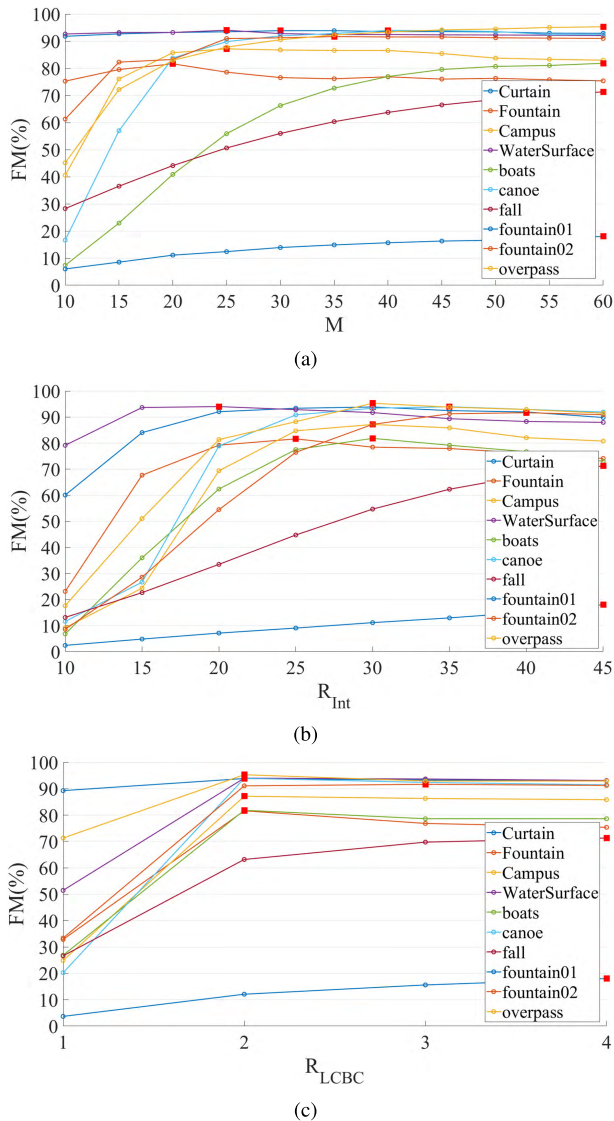 100
90
80
70
60
50
40
30
20
10
0
FM(%)
10 15 20 25 30 35 40 45 50 55 60
M
Curtain
Fountain
Campus
WaterSurface
boats
canoe
fall
fountain01
fountain02
overpass
(a)
100
90
80
70
60
50
40
30
20
10
0
FM(%)
10 15 20 25 30 35 40 45
R_Int
Curtain
Fountain
Campus
WaterSurface
boats
canoe
fall
fountain01
fountain02
overpass
(b)
100
90
80
70
60
50
40
30
20
10
0
FM(%)
1 2 3 4
R_LCBC
Curtain
Fountain
Campus
WaterSurface
boats
canoe
fall
fountain01
fountain02
overpass
(c)